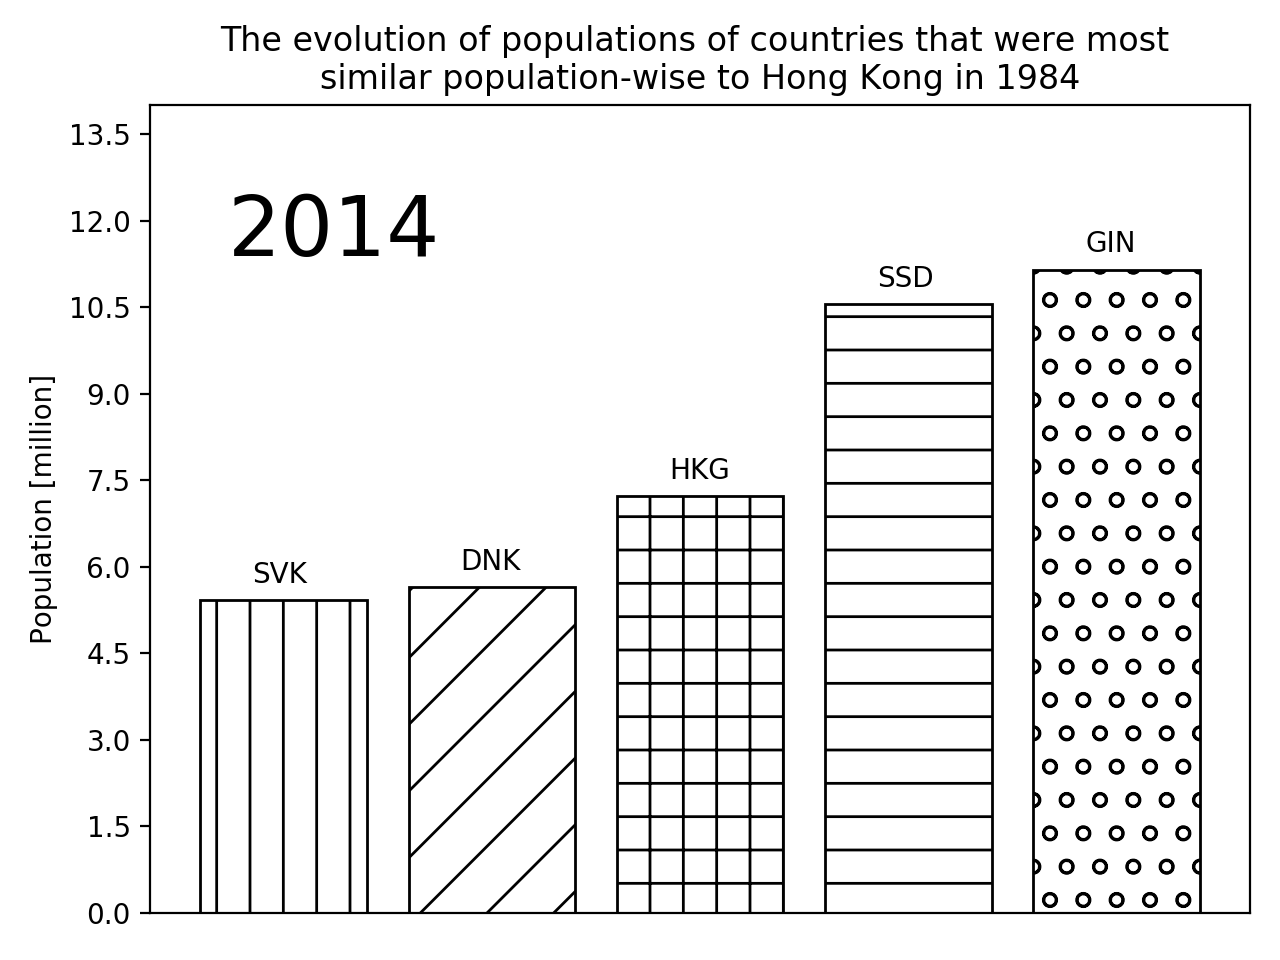 The evolution of populations of countries that were most
similar population-wise to Hong Kong in 1984
2014
Population [million]
13.5
12.0
10.5
9.0
7.5
6.0
4.5
3.0
1.5
0.0
SVK
DNK
HKG
SSD
GIN